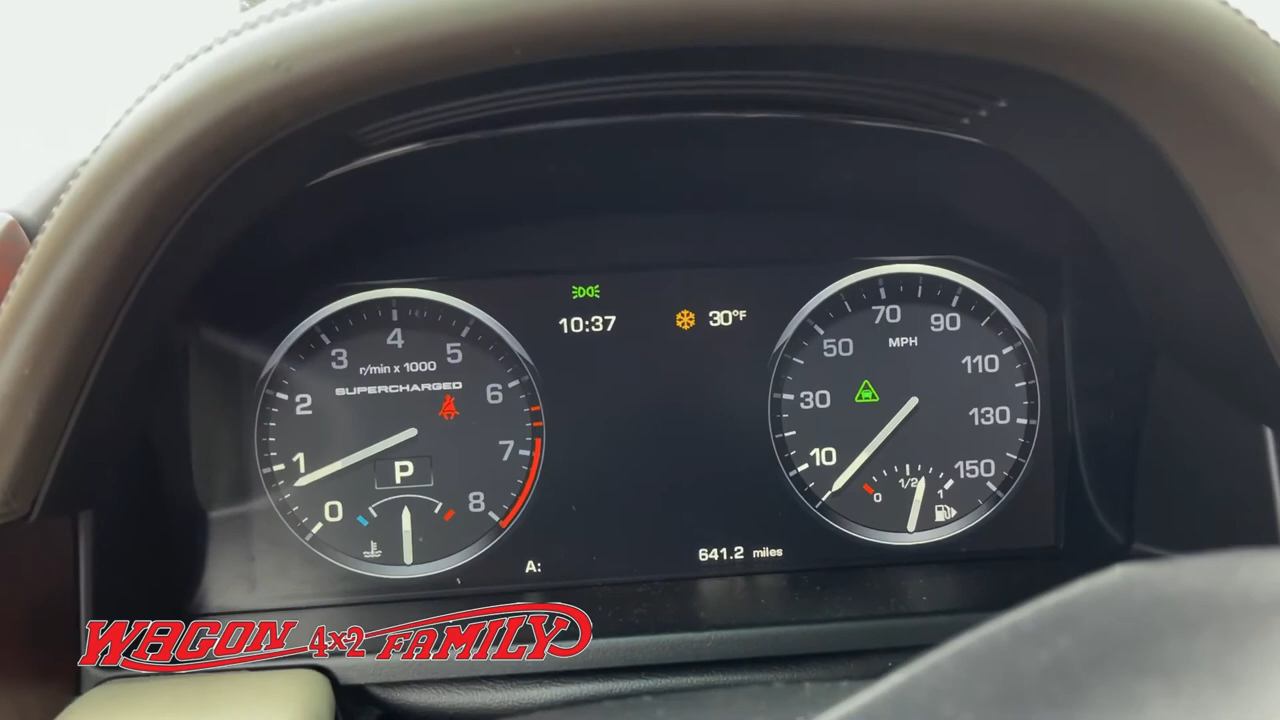 10:37
30°F
0
1
2
3
4
5
6
7
8
r/min x 1000
SUPERCHARGED
P
10
30
50
70
90
110
130
150
MPH
0
1/2
1
A:
641.2 miles
WAGON 4x2 FAMILY